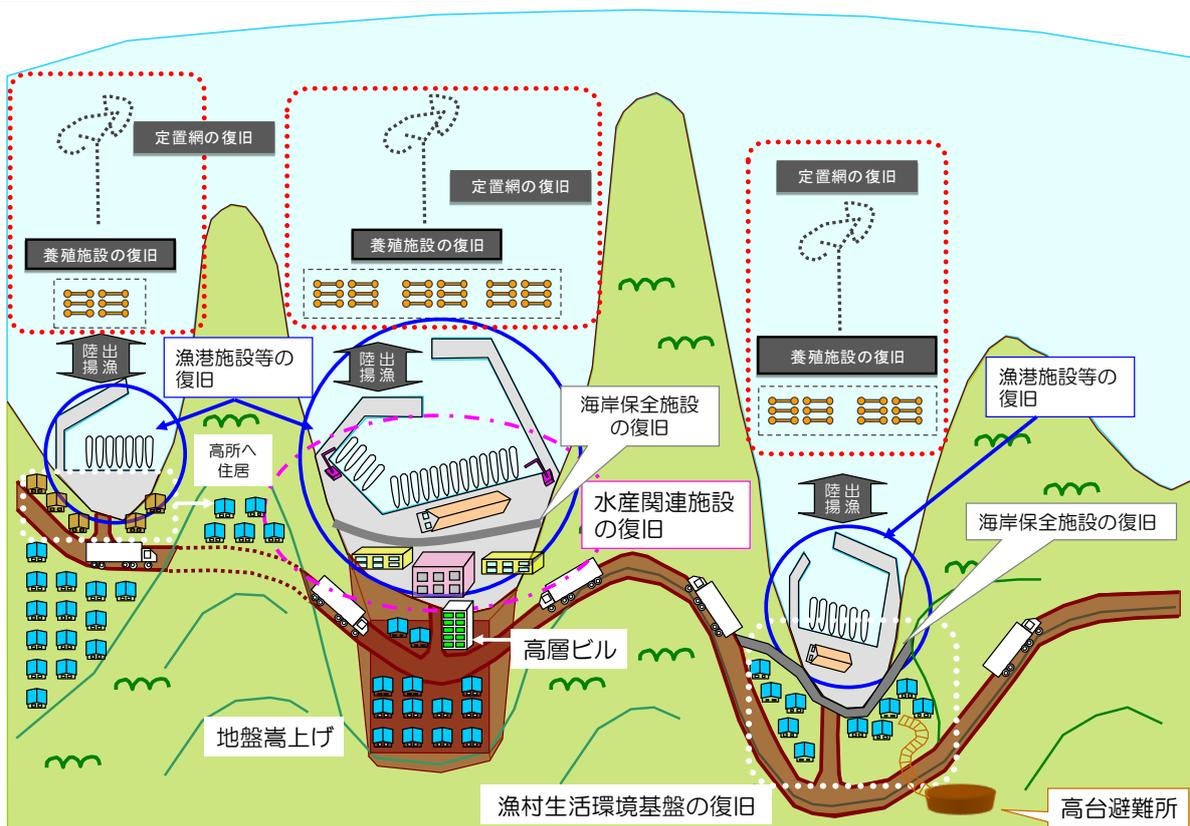 定置網の復旧
養殖施設の復旧
陸揚
出漁
定置網の復旧
養殖施設の復旧
陸揚
出漁
定置網の復旧
養殖施設の復旧
陸揚
出漁
漁港施設等の
復旧
高所へ
住居
海岸保全施設
の復旧
水産関連施設
の復旧
漁港施設等の
復旧
海岸保全施設の復旧
高層ビル
地盤嵩上げ
漁村生活環境基盤の復旧
高台避難所